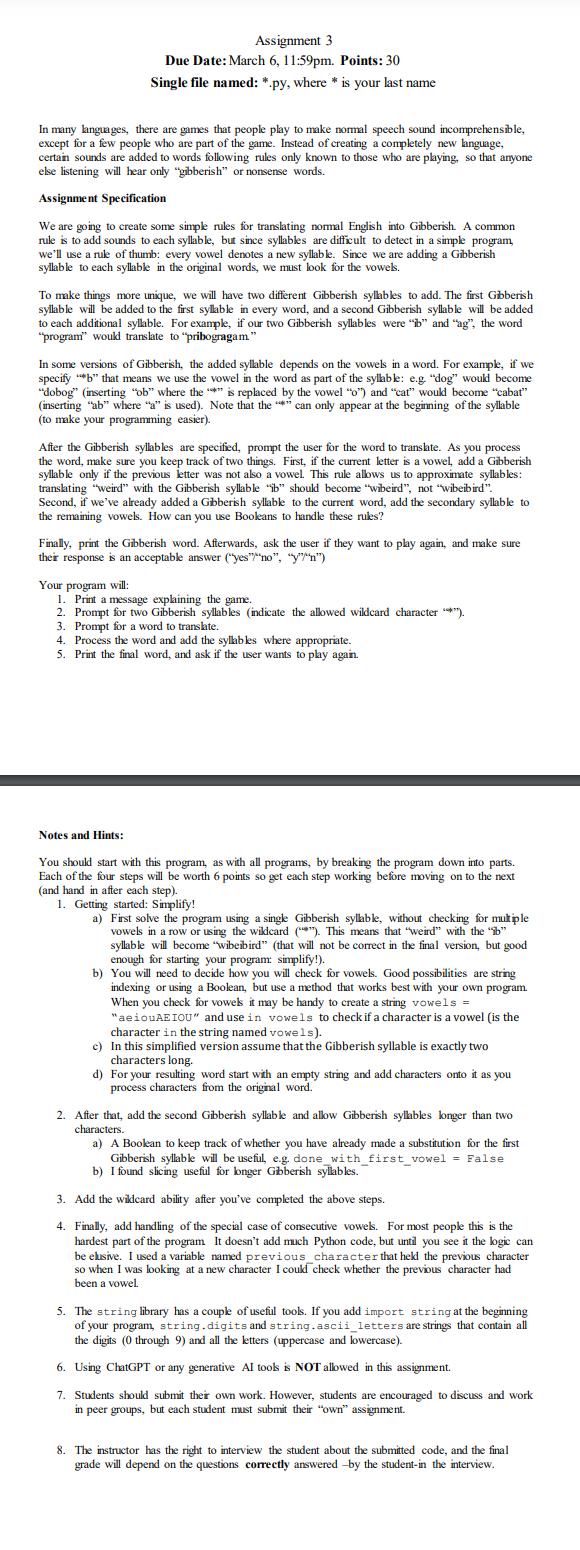 Assignment 3
Due Date: March 6, 11:59pm. Points: 30
Single file named: *.py, where * is your last name
In many languages, there are games that people play to make normal speech sound incomprehensible,
except for a few people who are part of the game. Instead of creating a completely new language,
certain sounds are added to words following rules only known to those who are playing, so that anyone
else listening will hear only “gibberish” or nonsense words.
Assignment Specification
We are going to create some simple rules for translating normal English into Gibberish. A common
rule is to add sounds to each syllable, but since syllables are difficult to detect in a simple program,
we’ll use a rule of thumb: every vowel denotes a new syllable. Since we are adding a Gibberish
syllable to each syllable in the original words, we must look for the vowels.
To make things more unique, we will have two different Gibberish syllables to add. The first Gibberish
syllable will be added to the first syllable in every word, and a second Gibberish syllable will be added
to each additional syllable. For example, if our two Gibberish syllables were “ib” and “ag”, the word
“program” would translate to “pribogragam.”
In some versions of Gibberish, the added syllable depends on the vowels in a word. For example, if we
specify “*b” that means we use the vowel in the word as part of the syllable: e.g. “dog” would become
“dobog” (inserting “ob” where the “*” is replaced by the vowel “o”) and “cat” would become “cabat”
(inserting “ab” where “a” is used). Note that the “*” can only appear at the beginning of the syllable
(to make your programming easier).
After the Gibberish syllables are specified, prompt the user for the word to translate. As you process
the word, make sure you keep track of two things. First, if the current letter is a vowel, add a Gibberish
syllable only if the previous letter was not also a vowel. This rule allows us to approximate syllables:
translating “weird” with the Gibberish syllable “ib” should become “wibeird”, not “wibeibird”.
Second, if we’ve already added a Gibberish syllable to the current word, add the secondary syllable to
the remaining vowels. How can you use Booleans to handle these rules?
Finally, print the Gibberish word. Afterwards, ask the user if they want to play again, and make sure
their response is an acceptable answer (“yes”/“no”, “y”/“n”)
Your program will:
1. Print a message explaining the game.
2. Prompt for two Gibberish syllables (indicate the allowed wildcard character “*”).
3. Prompt for a word to translate.
4. Process the word and add the syllables where appropriate.
5. Print the final word, and ask if the user wants to play again.
Notes and Hints:
You should start with this program, as with all programs, by breaking the program down into parts.
Each of the four steps will be worth 6 points so get each step working before moving on to the next
(and hand in after each step).
1. Getting started: Simplify!
a) First solve the program using a single Gibberish syllable, without checking for multiple
vowels in a row or using the wildcard (“*”). This means that “weird” with the “ib”
syllable will become “wibeibird” (that will not be correct in the final version, but good
enough for starting your program: simplify!).
b) You will need to decide how you will check for vowels. Good possibilities are string
indexing or using a Boolean, but use a method that works best with your own program.
When you check for vowels it may be handy to create a string vowels =
"aeiouAEIOU" and use in vowels to check if a character is a vowel (is the
character in the string named vowels).
c) In this simplified version assume that the Gibberish syllable is exactly two
characters long.
d) For your resulting word start with an empty string and add characters onto it as you
process characters from the original word.
2. After that, add the second Gibberish syllable and allow Gibberish syllables longer than two
characters.
a) A Boolean to keep track of whether you have already made a substitution for the first
Gibberish syllable will be useful, e.g. done_with_first_vowel = False
b) I found slicing useful for longer Gibberish syllables.
3. Add the wildcard ability after you’ve completed the above steps.
4. Finally, add handling of the special case of consecutive vowels. For most people this is the
hardest part of the program. It doesn’t add much Python code, but until you see it the logic can
be elusive. I used a variable named previous_character that held the previous character
so when I was looking at a new character I could check whether the previous character had
been a vowel.
5. The string library has a couple of useful tools. If you add import string at the beginning
of your program, string.digits and string.ascii_letters are strings that contain all
the digits (0 through 9) and all the letters (uppercase and lowercase).
6. Using ChatGPT or any generative AI tools is NOT allowed in this assignment.
7. Students should submit their own work. However, students are encouraged to discuss and work
in peer groups, but each student must submit their “own” assignment.
8. The instructor has the right to interview the student about the submitted code, and the final
grade will depend on the questions correctly answered –by the student-in the interview.